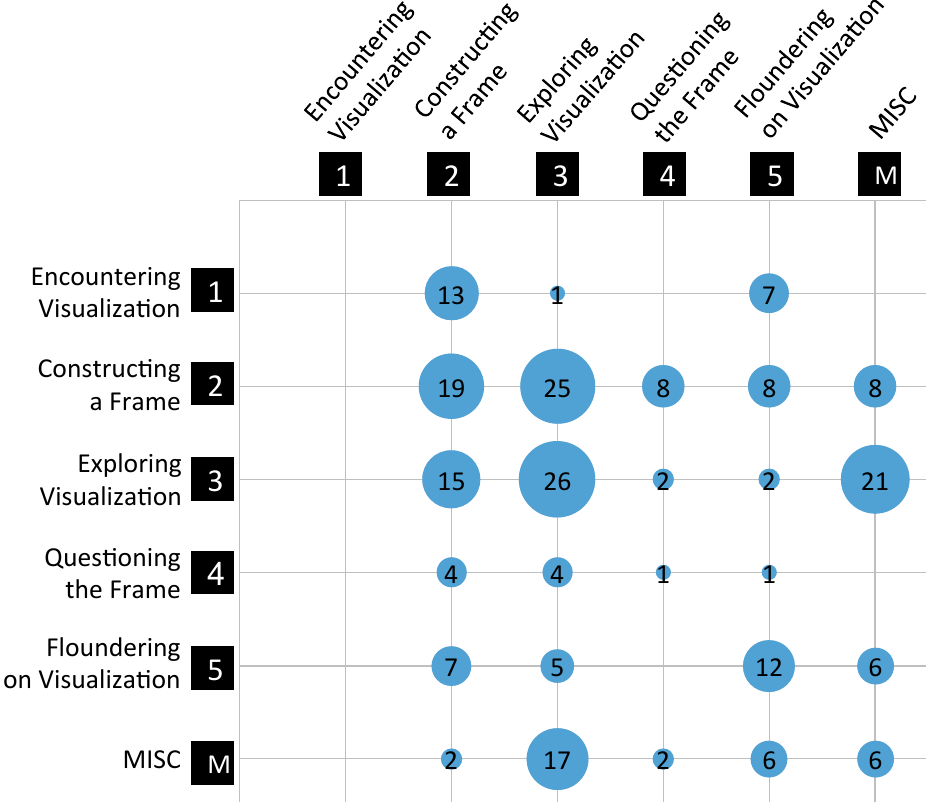 Encountering
Visualization
Constructing
a Frame
Exploring
Visualization
Questioning
the Frame
Floundering
on Visualization
MISC
1 2 3 4 5 M
Encountering
Visualization
1
13 1 7
Constructing
a Frame
2
19 25 8 8 8
Exploring
Visualization
3
15 26 2 2 21
Questioning
the Frame
4
4 4 1 1
Floundering
on Visualization
5
7 5 12 6
MISC
M
2 17 2 6 6